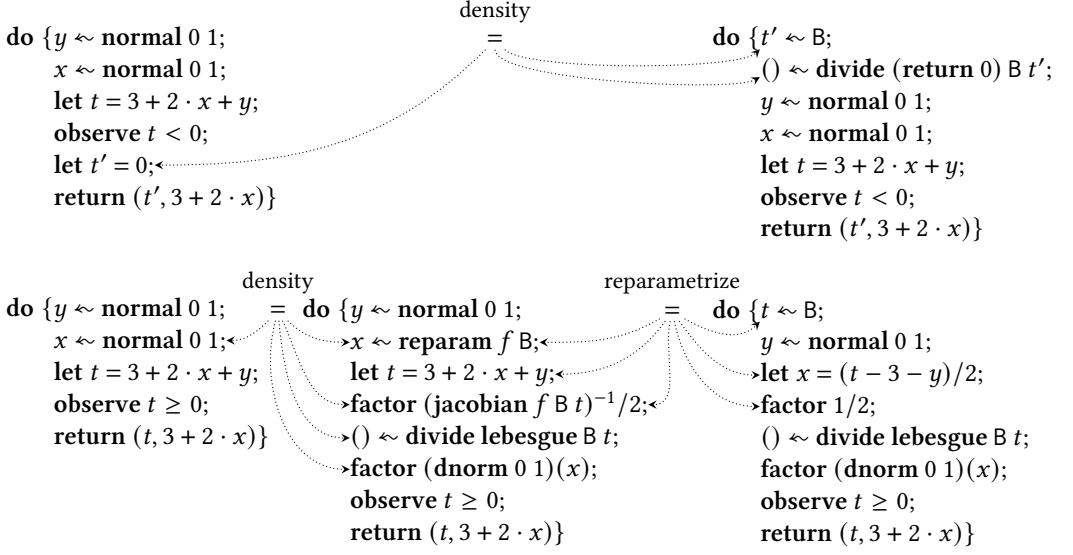 density
do {y ⇜ normal 0 1; = do {t′ ⇜ B;
x ⇜ normal 0 1; () ⇜ divide (return 0) B t′;
let t = 3 + 2 · x + y; y ⇜ normal 0 1;
observe t < 0; x ⇜ normal 0 1;
let t′ = 0; let t = 3 + 2 · x + y;
return (t′, 3 + 2 · x)} observe t < 0;
return (t′, 3 + 2 · x)}
density reparametrize
do {y ⇜ normal 0 1; = do {y ⇜ normal 0 1; = do {t ⇜ B;
x ⇜ normal 0 1; x ⇜ reparam f B; y ⇜ normal 0 1;
let t = 3 + 2 · x + y; let t = 3 + 2 · x + y; let x = (t − 3 − y)/2;
observe t ≥ 0; factor (jacobian f B t)⁻¹/2; factor 1/2;
return (t, 3 + 2 · x)} () ⇜ divide lebesgue B t; () ⇜ divide lebesgue B t;
factor (dnorm 0 1)(x); factor (dnorm 0 1)(x);
observe t ≥ 0; observe t ≥ 0;
return (t, 3 + 2 · x)} return (t, 3 + 2 · x)}